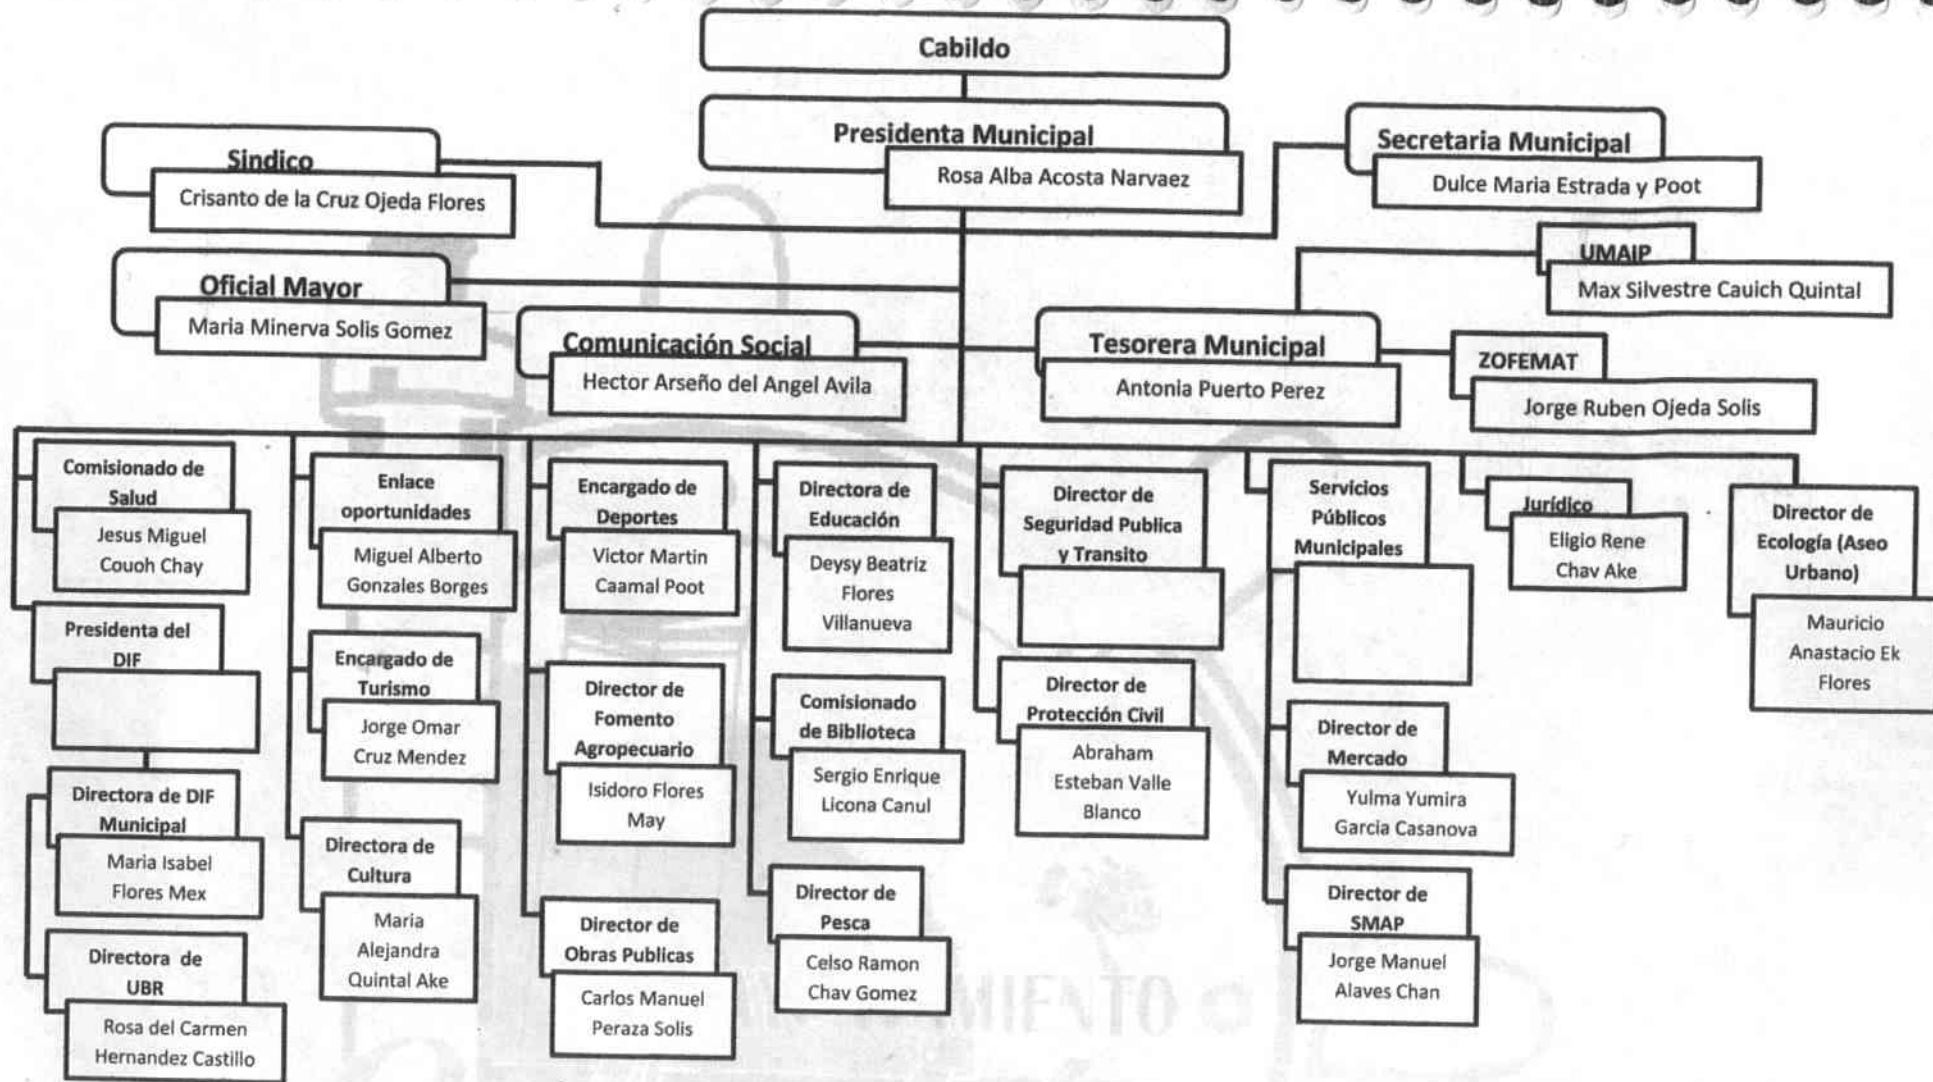 Cabildo
Presidenta Municipal
Rosa Alba Acosta Narvaez
Sindico
Crisanto de la Cruz Ojeda Flores
Secretaria Municipal
Dulce Maria Estrada y Poot
UMAIP
Max Silvestre Cauich Quintal
Oficial Mayor
Maria Minerva Solis Gomez
Comunicación Social
Hector Arseño del Angel Avila
Tesorera Municipal
Antonia Puerto Perez
ZOFEMAT
Jorge Ruben Ojeda Solis
Comisionado de
Salud
Jesus Miguel
Couoh Chay
Presidenta del
DIF
Directora de DIF
Municipal
Maria Isabel
Flores Mex
Directora de
UBR
Rosa del Carmen
Hernandez Castillo
Enlace
oportunidades
Miguel Alberto
Gonzales Borges
Encargado de
Turismo
Jorge Omar
Cruz Mendez
Directora de
Cultura
Maria
Alejandra
Quintal Ake
Encargado de
Deportes
Victor Martin
Caamal Poot
Director de
Fomento
Agropecuario
Isidoro Flores
May
Director de
Obras Publicas
Carlos Manuel
Peraza Solis
Directora de
Educación
Deysy Beatriz
Flores
Villanueva
Comisionado
de Biblioteca
Sergio Enrique
Licona Canul
Director de
Pesca
Celso Ramon
Chav Gomez
Director de
Seguridad Publica
y Transito
Director de
Protección Civil
Abraham
Esteban Valle
Blanco
Servicios
Públicos
Municipales
Director de
Mercado
Yulma Yumira
Garcia Casanova
Director de
SMAP
Jorge Manuel
Alaves Chan
Jurídico
Eligio Rene
Chav Ake
Director de
Ecología (Aseo
Urbano)
Mauricio
Anastacio Ek
Flores